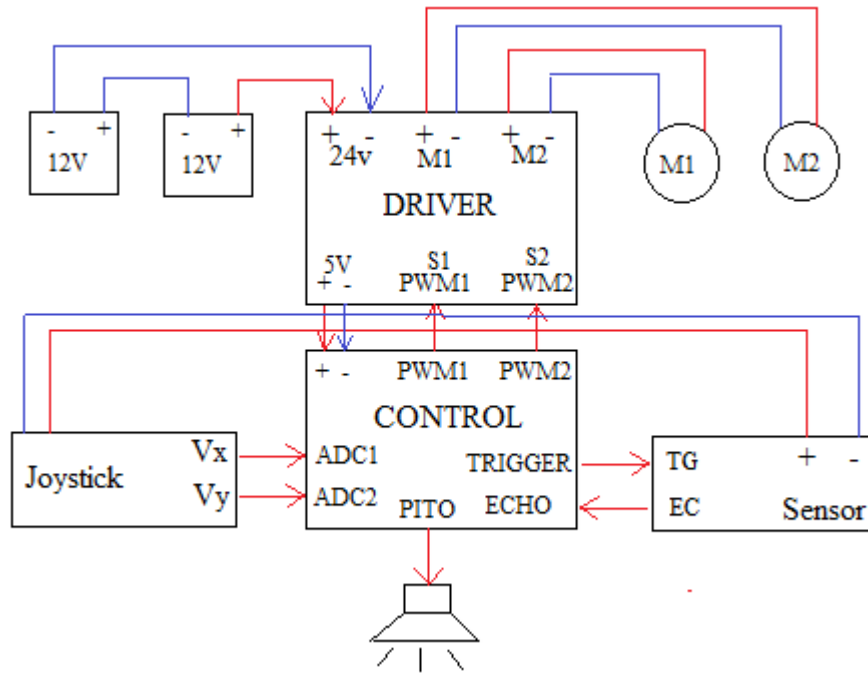 - +
12V
- +
12V
+ -
24v
+ -
M1
+ -
M2
M1
M2
DRIVER
5V
+ -
S1
PWM1
S2
PWM2
+ -
PWM1
PWM2
CONTROL
Joystick
Vx
Vy
ADC1
ADC2
PITO
TRIGGER
ECHO
TG
EC
+ -
Sensor